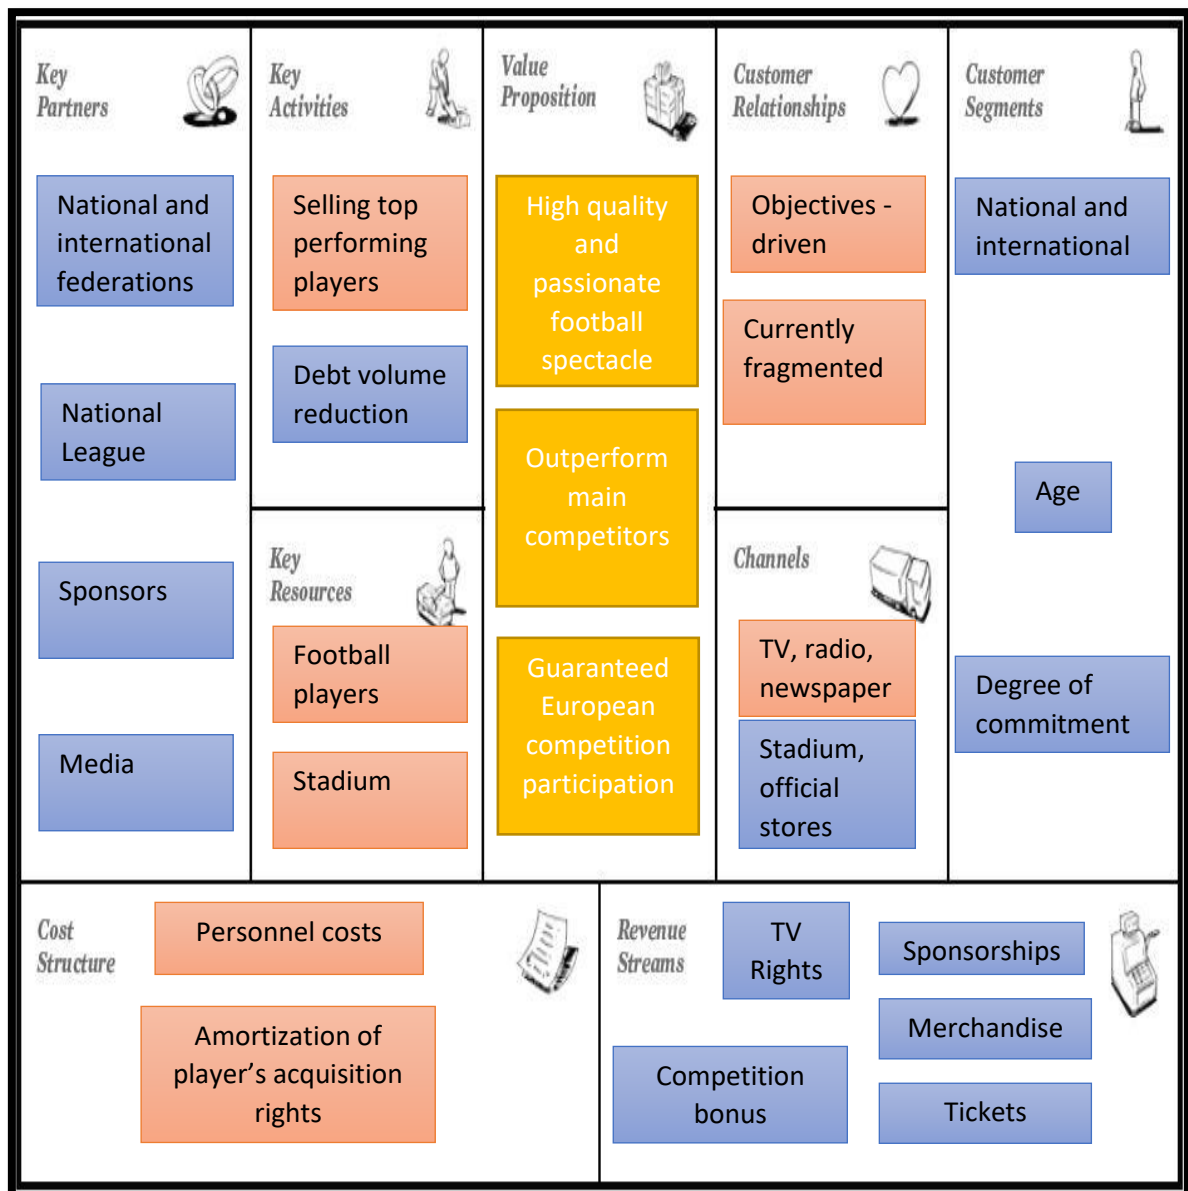 Key
Partners
National and
international
federations
National
League
Sponsors
Media
Key
Activities
Selling top
performing
players
Debt volume
reduction
Key
Resources
Football
players
Stadium
Value
Proposition
High quality
and
passionate
football
spectacle
Outperform
main
competitors
Guaranteed
European
competition
participation
Customer
Relationships
Objectives -
driven
Currently
fragmented
Channels
TV, radio,
newspaper
Stadium,
official
stores
Customer
Segments
National and
international
Age
Degree of
commitment
Cost
Structure
Personnel costs
Amortization of
player’s acquisition
rights
Revenue
Streams
TV
Rights
Sponsorships
Merchandise
Competition
bonus
Tickets